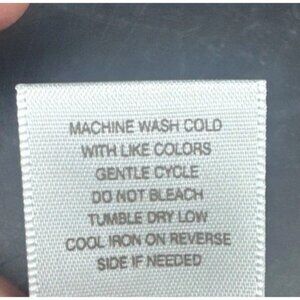 MACHINE WASH COLD
WITH LIKE COLORS
GENTLE CYCLE
DO NOT BLEACH
TUMBLE DRY LOW
COOL IRON ON REVERSE
SIDE IF NEEDED